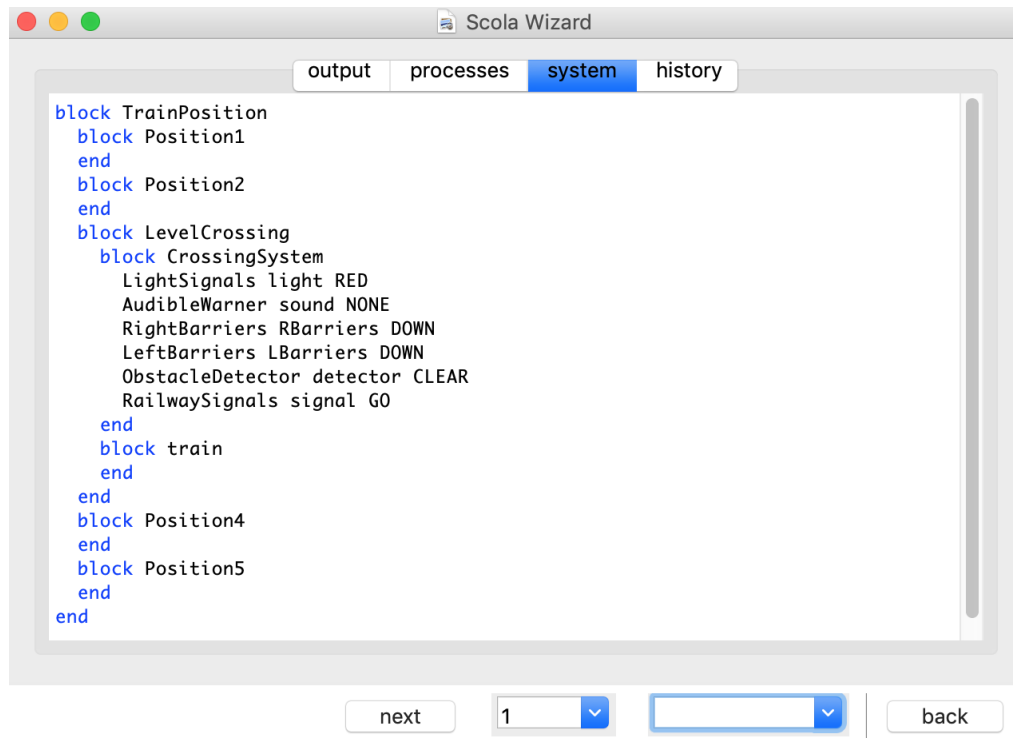 Scola Wizard
output processes system history
block TrainPosition
block Position1
end
block Position2
end
block LevelCrossing
block CrossingSystem
LightSignals light RED
AudibleWarner sound NONE
RightBarriers RBarriers DOWN
LeftBarriers LBarriers DOWN
ObstacleDetector detector CLEAR
RailwaySignals signal GO
end
block train
end
end
block Position4
end
block Position5
end
end
next 1 back